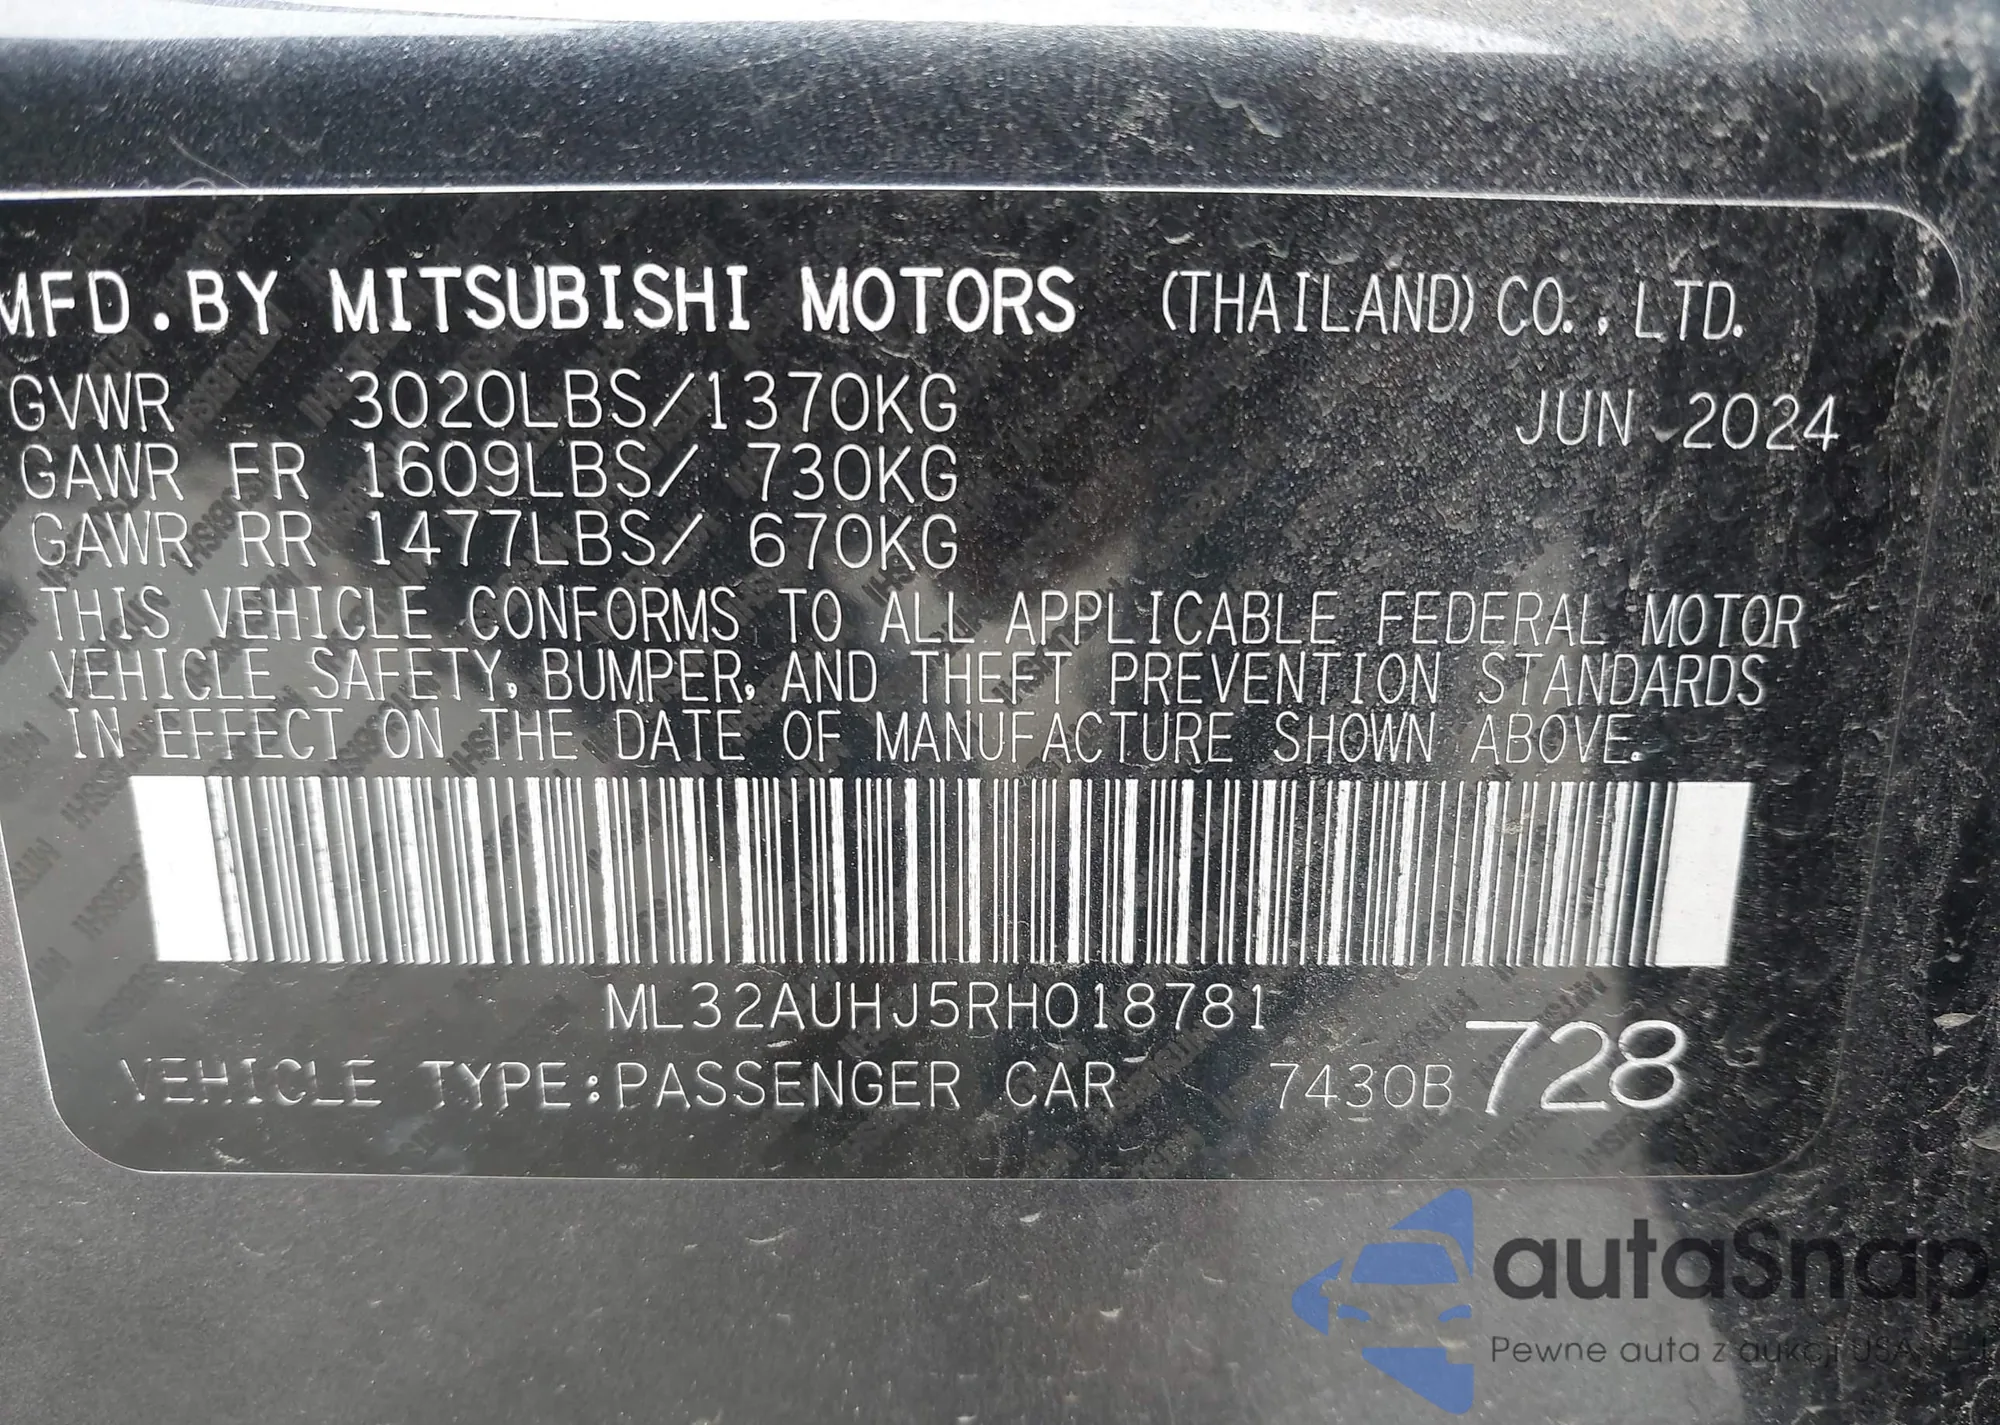 MFD.BY MITSUBISHI MOTORS (THAILAND) CO., LTD.
GVWR 3020LBS/1370KG JUN 2024
GAWR FR 1609LBS/ 730KG
GAWR RR 1477LBS/ 670KG
THIS VEHICLE CONFORMS TO ALL APPLICABLE FEDERAL MOTOR
VEHICLE SAFETY, BUMPER, AND THEFT PREVENTION STANDARDS
IN EFFECT ON THE DATE OF MANUFACTURE SHOWN ABOVE.
ML32AUHJ5RH018781
VEHICLE TYPE:PASSENGER CAR 7430B 728
autaSnap
Pewne auta z aukcji USA